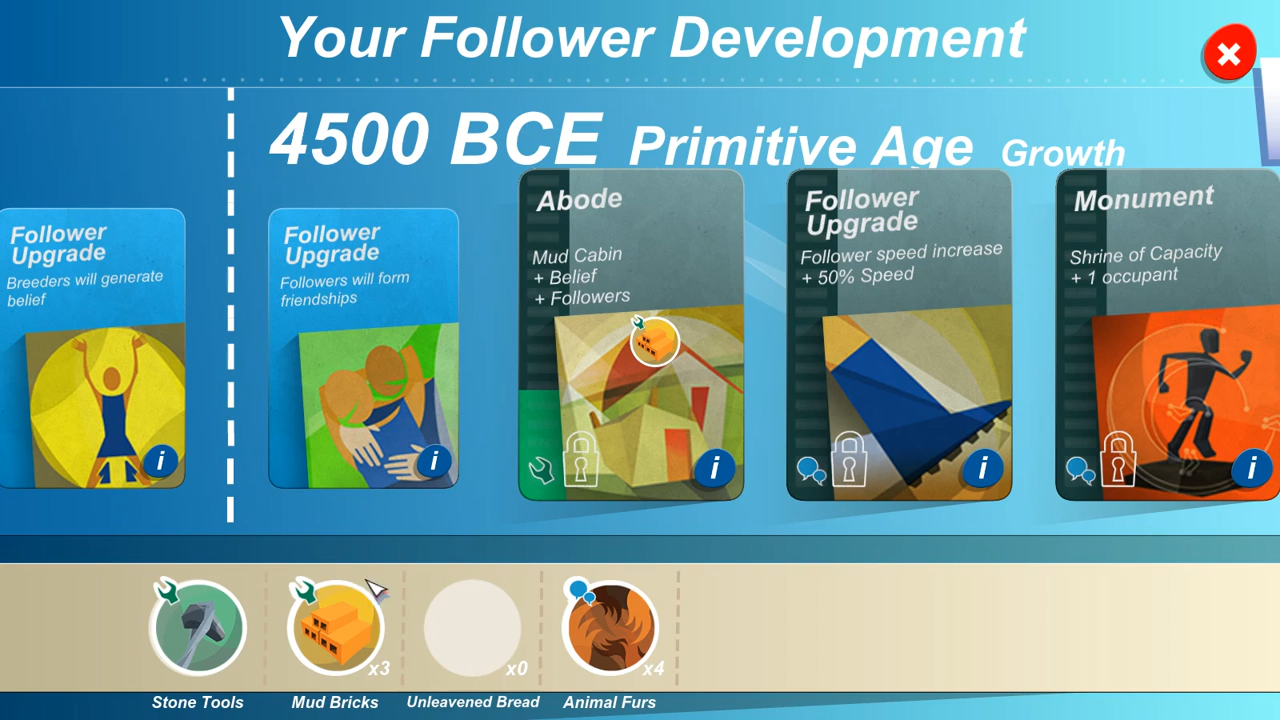 Your Follower Development
4500 BCE Primitive Age Growth
Follower
Upgrade
Breeders will generate
belief
i
Follower
Upgrade
Followers will form
friendships
i
Abode
Mud Cabin
+ Belief
+ Followers
i
Follower
Upgrade
Follower speed increase
+ 50% Speed
i
Monument
Shrine of Capacity
+ 1 occupant
i
x3
x0
x4
Stone Tools
Mud Bricks
Unleavened Bread
Animal Furs